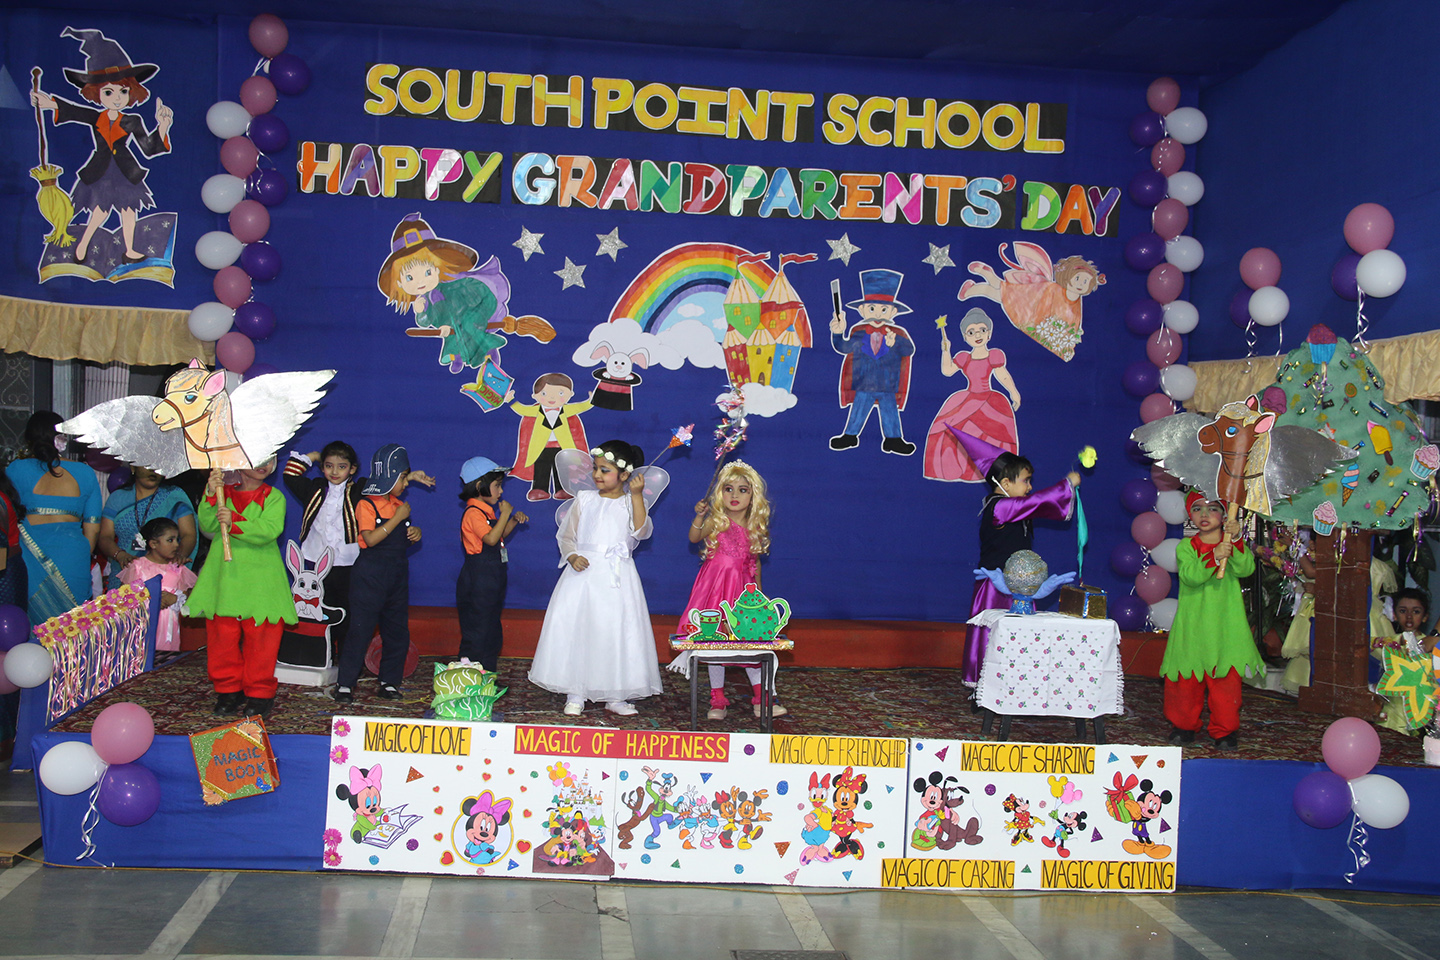 SOUTH POINT SCHOOL
HAPPY GRANDPARENTS' DAY
MAGIC BOOK
MAGIC OF LOVE
MAGIC OF HAPPINESS
MAGIC OF FRIENDSHIP
MAGIC OF SHARING
MAGIC OF CARING
MAGIC OF GIVING